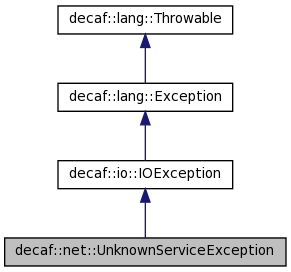 decaf::lang::Throwable
decaf::lang::Exception
decaf::io::IOException
decaf::net::UnknownServiceException